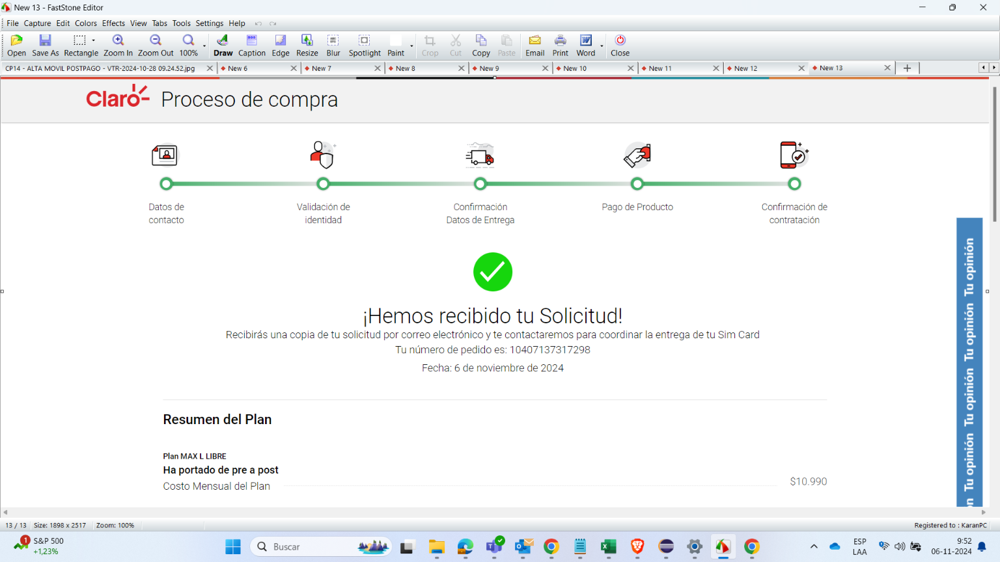 New 13 - FastStone Editor
File Capture Edit Colors Effects View Tabs Tools Settings Help
Open Save As Rectangle Zoom In Zoom Out 100% Draw Caption Edge Resize Blur Spotlight Paint Crop Cut Copy Paste Email Print Word Close
CP14 - ALTA MOVIL POSTPAGO - VTR-2024-10-28 09.24.52.jpg New 6 New 7 New 8 New 9 New 10 New 11 New 12 New 13
Claro Proceso de compra
Datos de
contacto
Validación de
identidad
Confirmación
Datos de Entrega
Pago de Producto
Confirmación de
contratación
¡Hemos recibido tu Solicitud!
Recibirás una copia de tu solicitud por correo electrónico y te contactaremos para coordinar la entrega de tu Sim Card
Tu número de pedido es: 10407137317298
Fecha: 6 de noviembre de 2024
Resumen del Plan
Plan MAX L LIBRE
Ha portado de pre a post
Costo Mensual del Plan
$10.990
Tu opinión Tu opinión Tu opinión Tu opinión
13 / 13 Size: 1898 x 2517 Zoom: 100%
Registered to : KaranPC
1
S&P 500
+1,23%
Buscar
ESP
LAA
9:52
06-11-2024